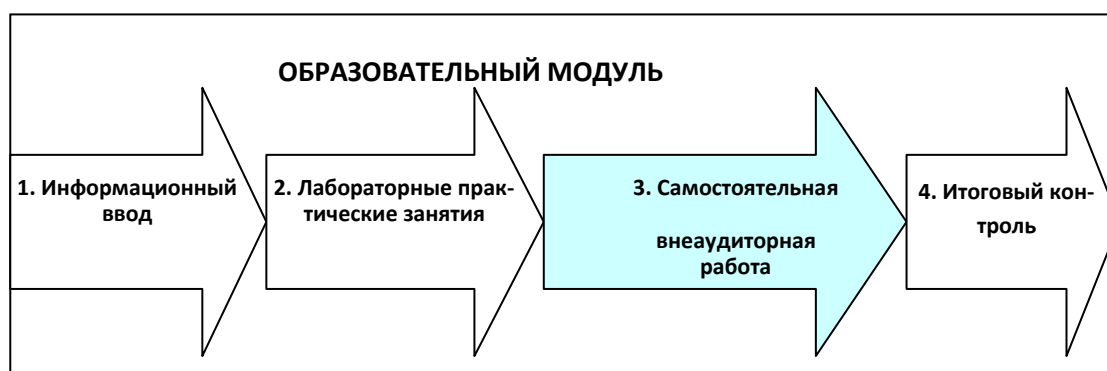 ОБРАЗОВАТЕЛЬНЫЙ МОДУЛЬ
1. Информационный
ввод
2. Лабораторные прак-
тические занятия
3. Самостоятельная
внеаудиторная
работа
4. Итоговый кон-
троль